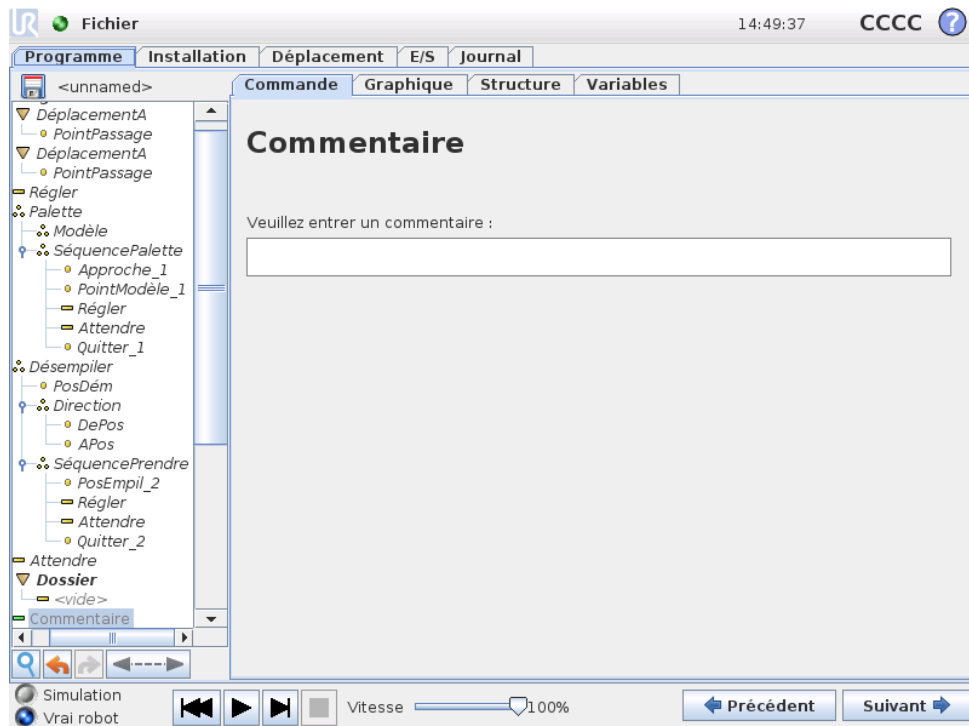 UR Fichier 14:49:37 CCCC ?
Programme Installation Déplacement E/S Journal
<unnamed> Commande Graphique Structure Variables
DéplacementA
PointPassage
DéplacementA
PointPassage
Régler
Palette
Modèle
SéquencePalette
Approche_1
PointModèle_1
Régler
Attendre
Quitter_1
Désempiler
PosDém
Direction
DePos
APos
SéquencePrendre
PosEmpil_2
Régler
Attendre
Quitter_2
Attendre
Dossier
<vide>
Commentaire
Commentaire
Veuillez entrer un commentaire :
Simulation
Vrai robot
Vitesse 100%
Précédent Suivant